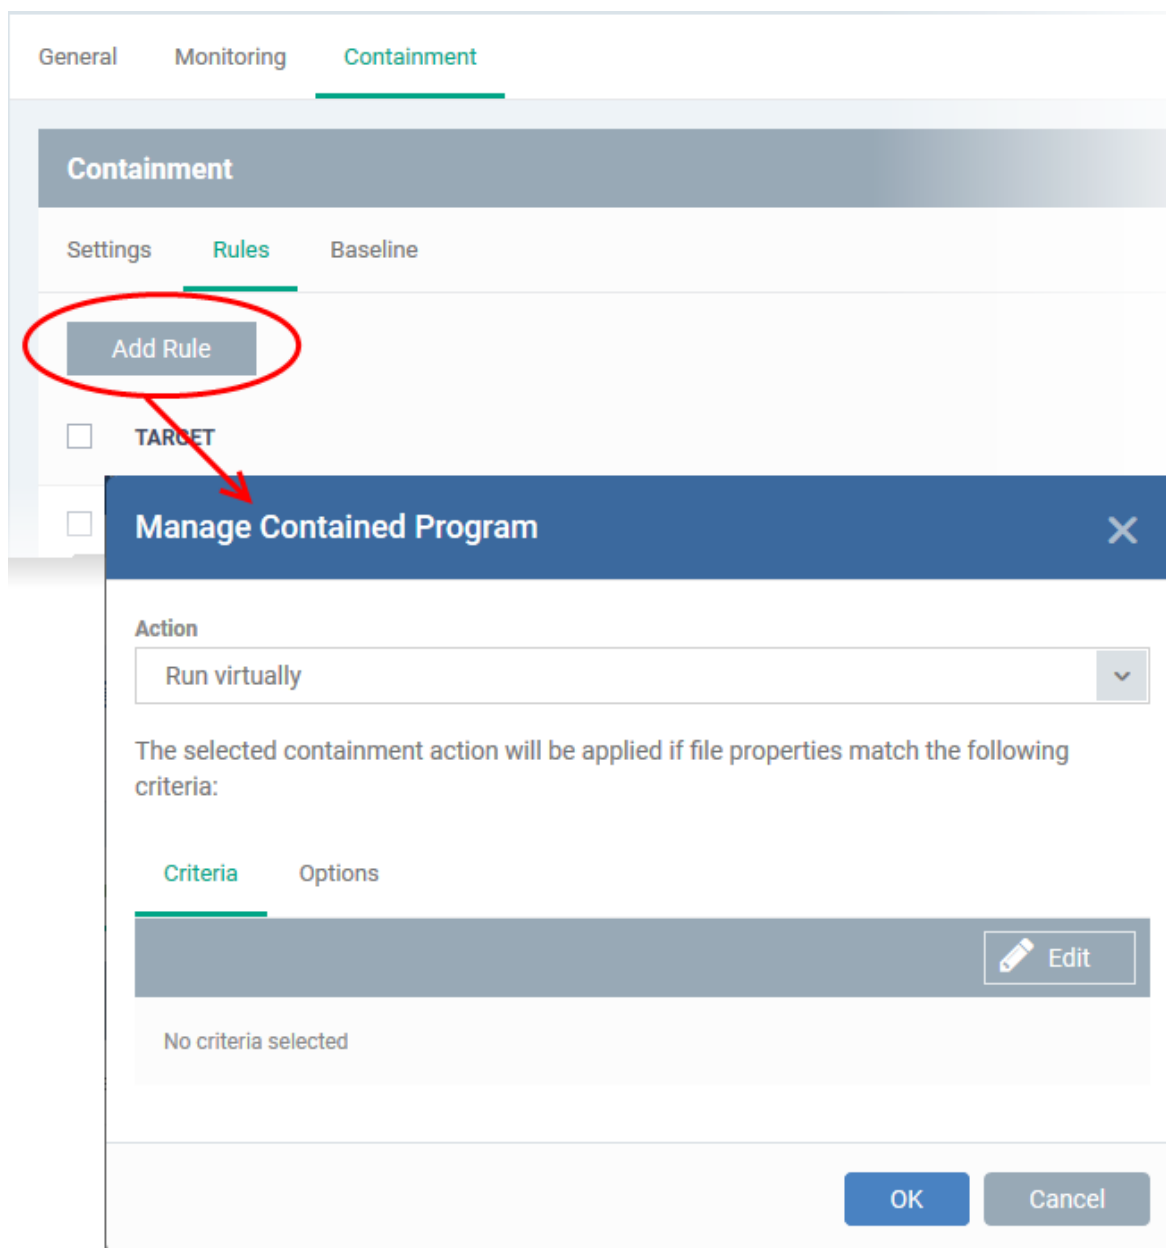 General Monitoring Containment
Containment
Settings Rules Baseline
Add Rule
TARGET
Manage Contained Program
Action
Run virtually
The selected containment action will be applied if file properties match the following
criteria:
Criteria Options
Edit
No criteria selected
OK Cancel